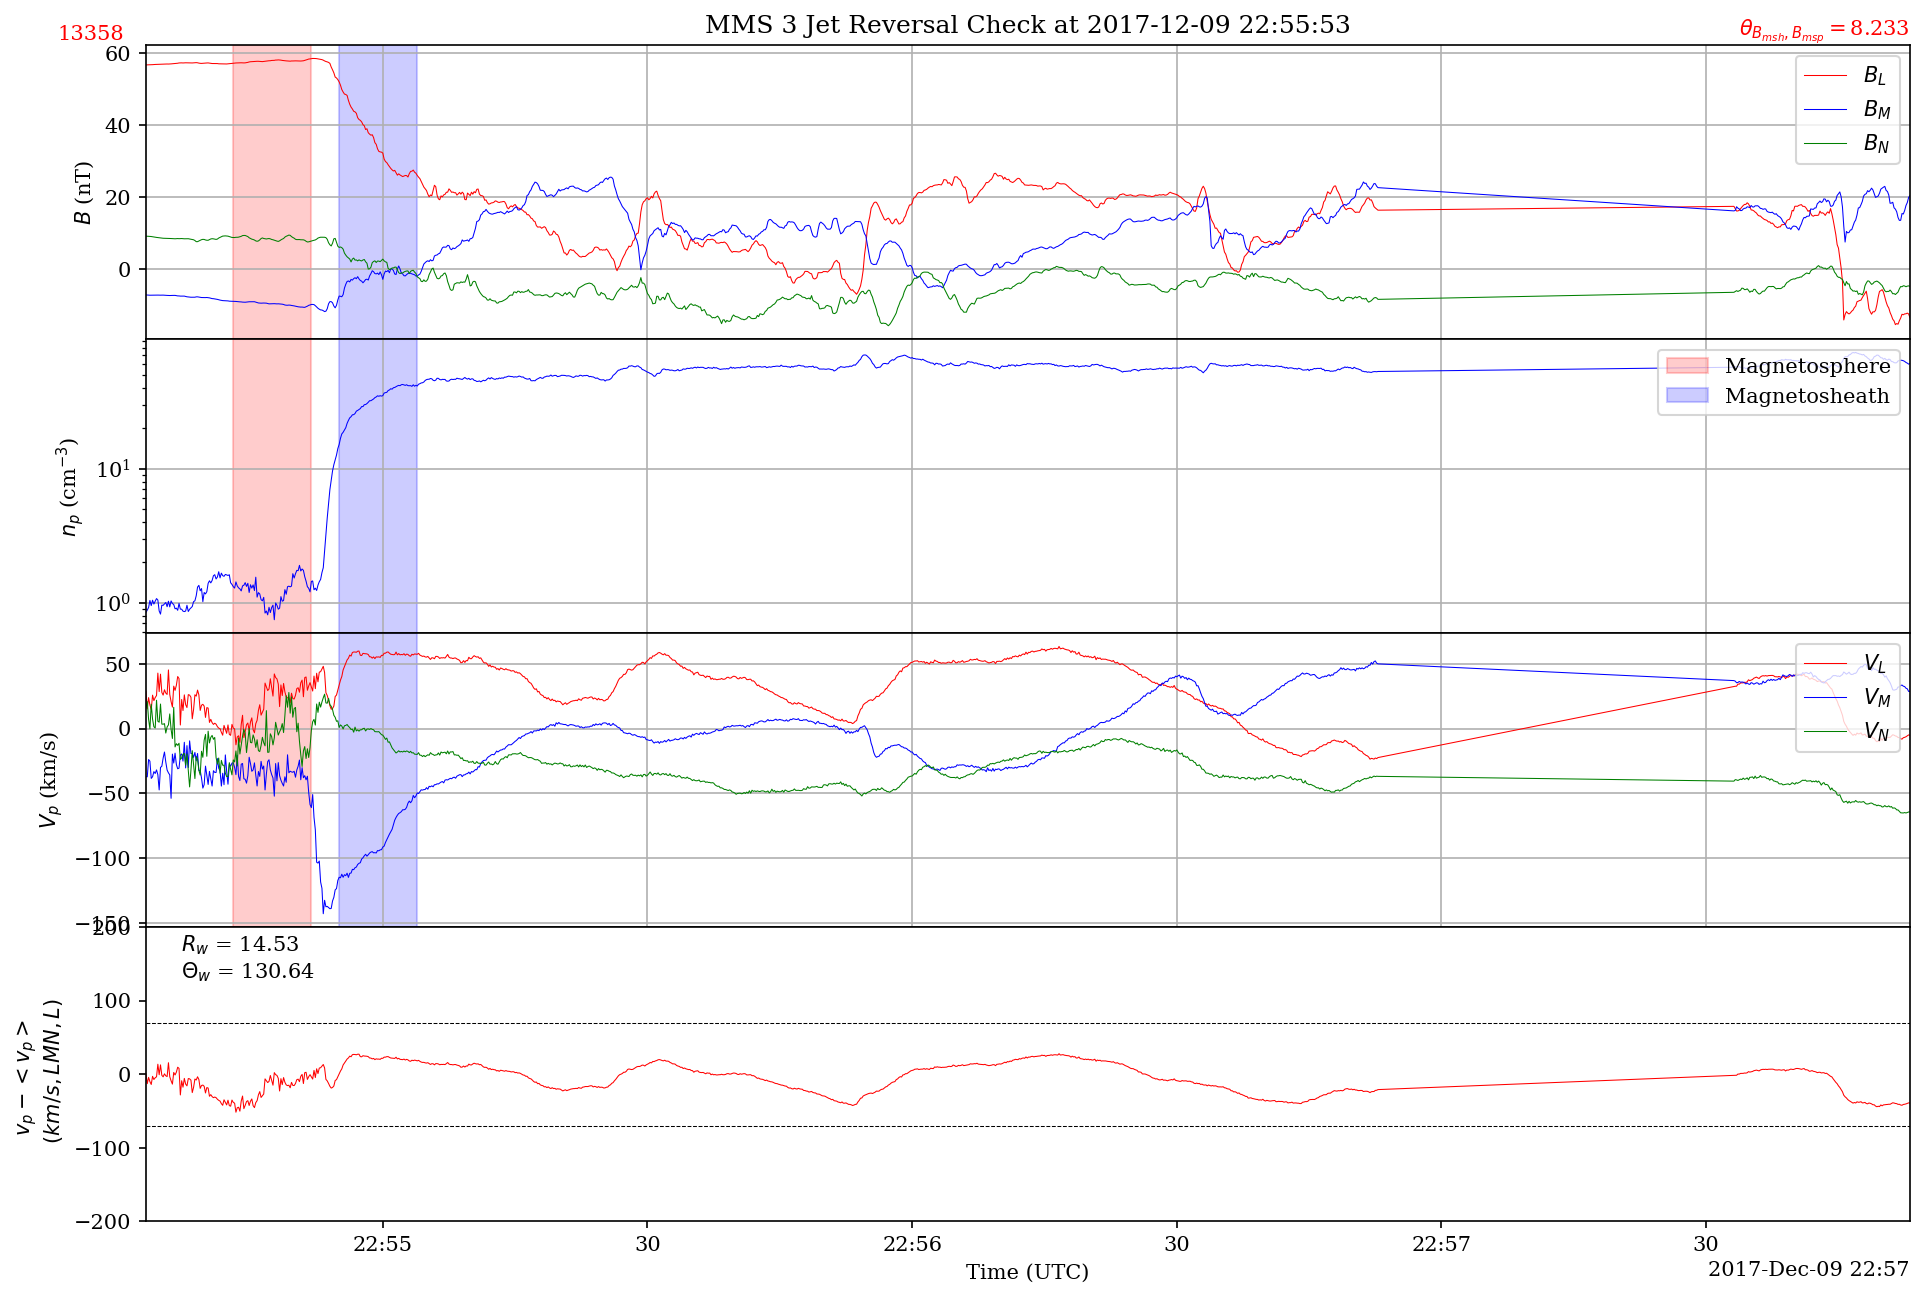 13358
MMS 3 Jet Reversal Check at 2017-12-09 22:55:53
θ_{B_{msh}, B_{msp}} = 8.233
60
40
20
0
B (nT)
B_L
B_M
B_N
10^1
10^0
n_p (cm^{−3})
Magnetosphere
Magnetosheath
50
0
−50
−100
−150
V_p (km/s)
V_L
V_M
V_N
200
100
0
−100
−200
v_p − < v_p >
(km/s, LMN, L)
R_w = 14.53
Θ_w = 130.64
22:55 30 22:56 30 22:57 30
Time (UTC)
2017-Dec-09 22:57